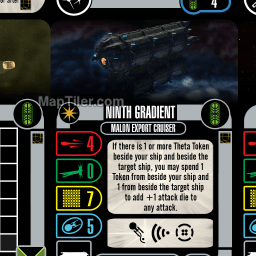 4
MapTiler.com
NINTH GRADIENT
MALON EXPORT CRUISER
4
0
7
5
If there is 1 or more Theta Token
beside your ship and beside the
target ship, you may spend 1
Token from beside your ship and
1 from beside the target ship
to add +1 attack die to
any attack.